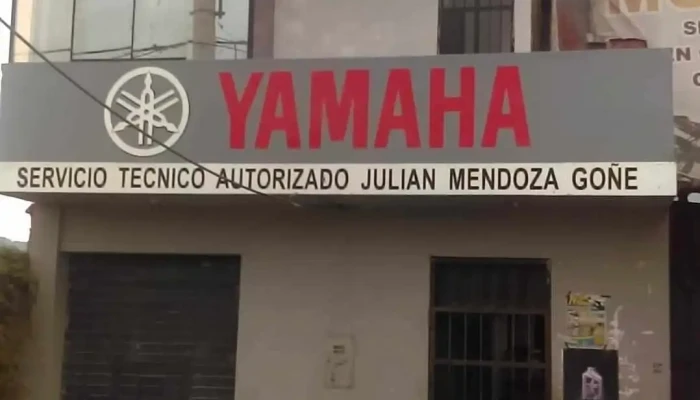 YAMAHA
SERVICIO TECNICO AUTORIZADO JULIAN MENDOZA GOÑE